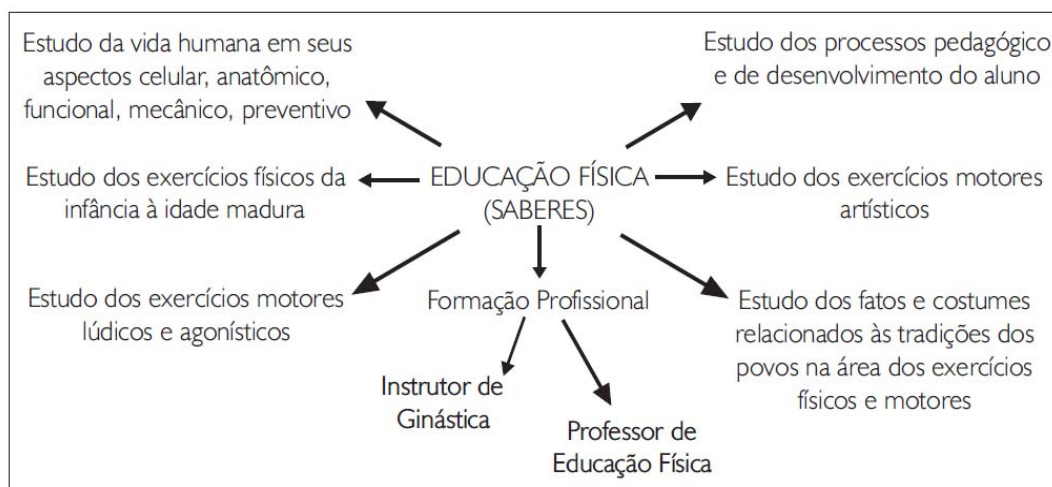 Estudo da vida humana em seus
aspectos celular, anatômico,
funcional, mecânico, preventivo
Estudo dos processos pedagógico
e de desenvolvimento do aluno
Estudo dos exercícios físicos da
infância à idade madura
EDUCAÇÃO FÍSICA
(SABERES)
Estudo dos exercícios motores
artísticos
Estudo dos exercícios motores
lúdicos e agonísticos
Formação Profissional
Estudo dos fatos e costumes
relacionados às tradições dos
povos na área dos exercícios
físicos e motores
Instrutor de
Ginástica
Professor de
Educação Física